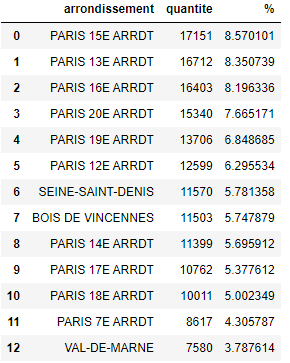 arrondissement quantite %
0 PARIS 15E ARRDT 17151 8.570101
1 PARIS 13E ARRDT 16712 8.350739
2 PARIS 16E ARRDT 16403 8.196336
3 PARIS 20E ARRDT 15340 7.665171
4 PARIS 19E ARRDT 13706 6.848685
5 PARIS 12E ARRDT 12599 6.295534
6 SEINE-SAINT-DENIS 11570 5.781358
7 BOIS DE VINCENNES 11503 5.747879
8 PARIS 14E ARRDT 11399 5.695912
9 PARIS 17E ARRDT 10762 5.377612
10 PARIS 18E ARRDT 10011 5.002349
11 PARIS 7E ARRDT 8617 4.305787
12 VAL-DE-MARNE 7580 3.787614